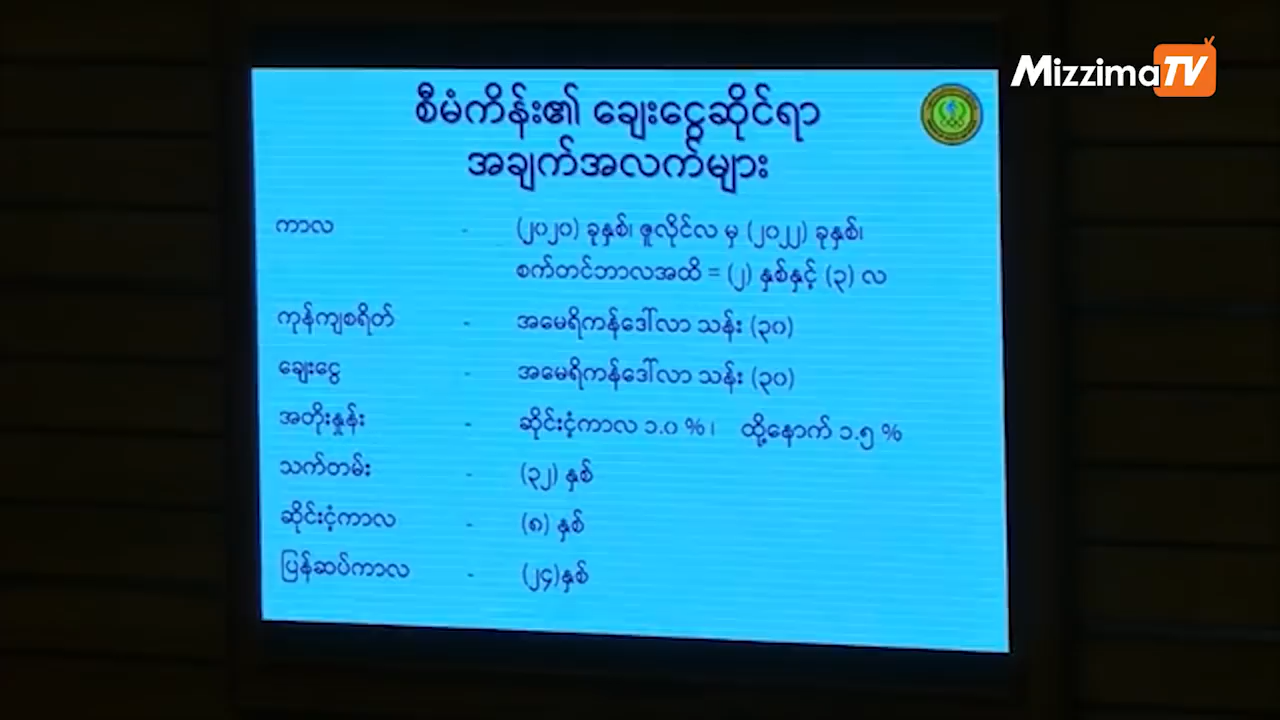 Mizzima TV
စီမံကိန်း၏ ချေးငွေဆိုင်ရာ
အချက်အလက်များ
ကာလ - (၂၀၂၀) ခုနှစ်၊ ဇူလိုင်လ မှ (၂၀၂၂) ခုနှစ်၊
စက်တင်ဘာလအထိ = (၂) နှစ်နှင့် (၃) လ
ကုန်ကျစရိတ် - အမေရိကန်ဒေါ်လာ သန်း (၃၀)
ချေးငွေ - အမေရိကန်ဒေါ်လာ သန်း (၃၀)
အတိုးနှုန်း - ဆိုင်းငံ့ကာလ ၁.၀ %၊ ထို့နောက် ၁.၅ %
သက်တမ်း - (၃၂) နှစ်
ဆိုင်းငံ့ကာလ - (၈) နှစ်
ပြန်ဆပ်ကာလ - (၂၄)နှစ်